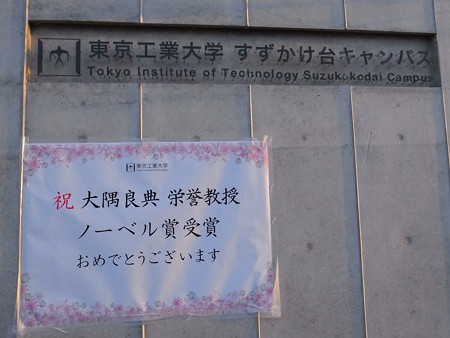 東京工業大学 すずかけ台キャンパス
Tokyo Institute of Technology Suzukakedai Campus
東京工業大学
祝 大隅良典 栄誉教授
ノーベル賞受賞
おめでとうございます